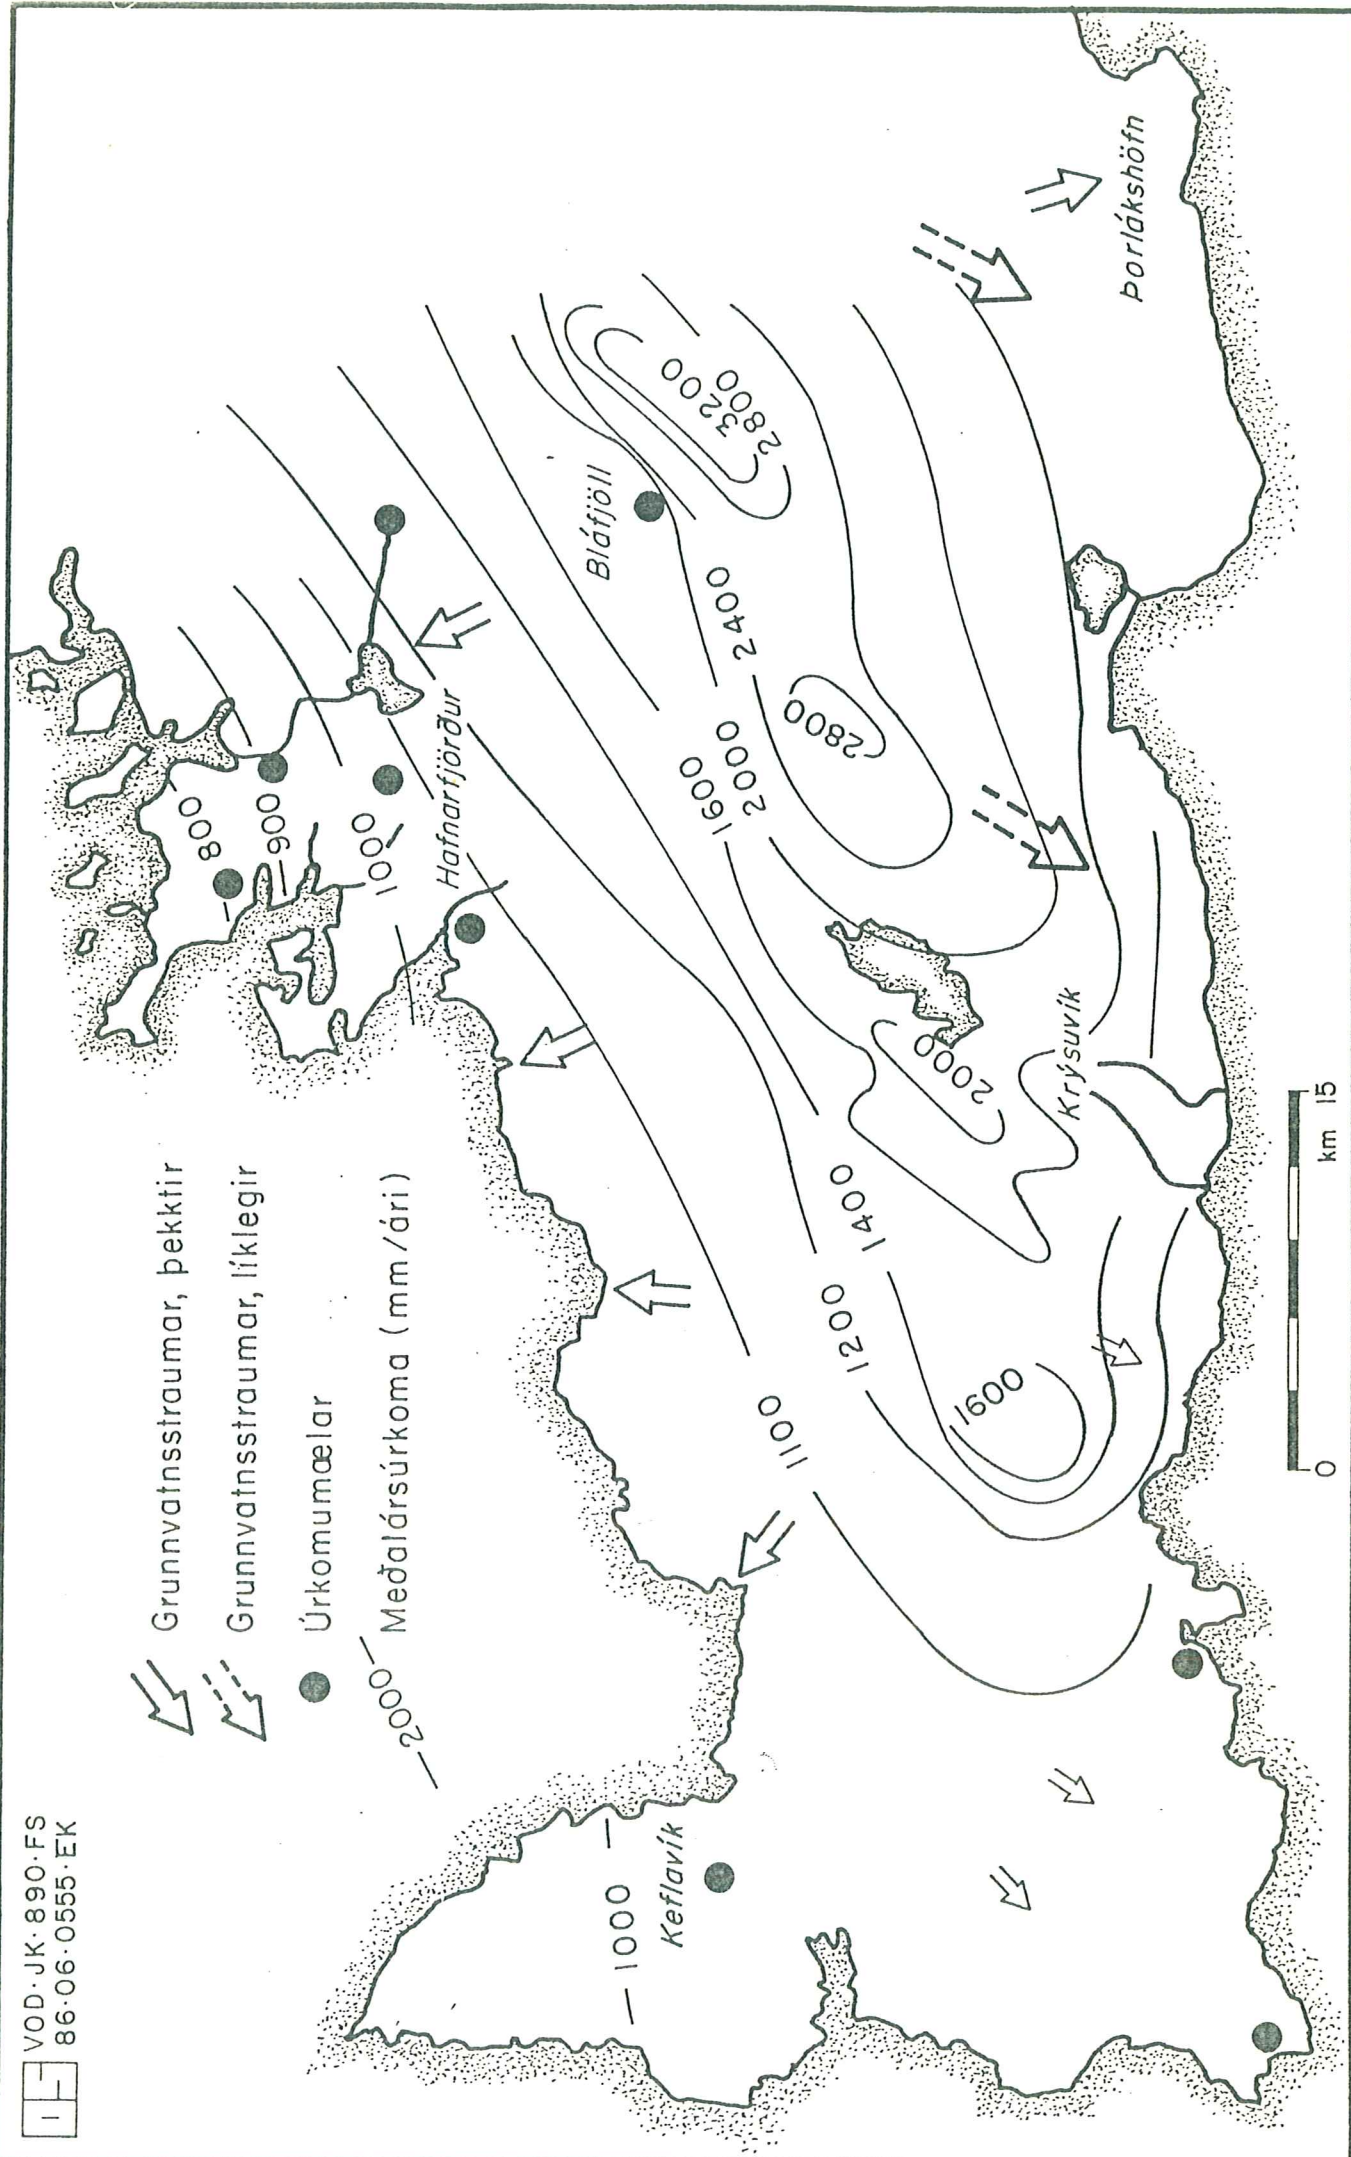 VOD·JK·890·FS
86·06·0555·EK
Grunnvatnsstraumar, þekktir
Grunnvatnsstraumar, líklegir
Úrkomumælar
2000
Meðalársúrkoma (mm/ári)
800
900
1000
Hafnarfjörður
Bláfjöll
3200
2800
2400
2800
2000
1600
2000
1400
1200
1100
1600
1000
Keflavík
Krýsuvík
Þorlákshöfn
0
km
15